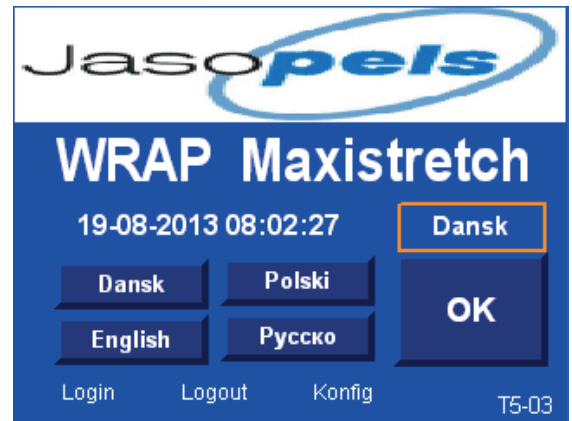 Jasopels
WRAP Maxistretch
19-08-2013 08:02:27
Dansk
Dansk
Polski
OK
English
Русско
Login Logout Konfig
T5-03